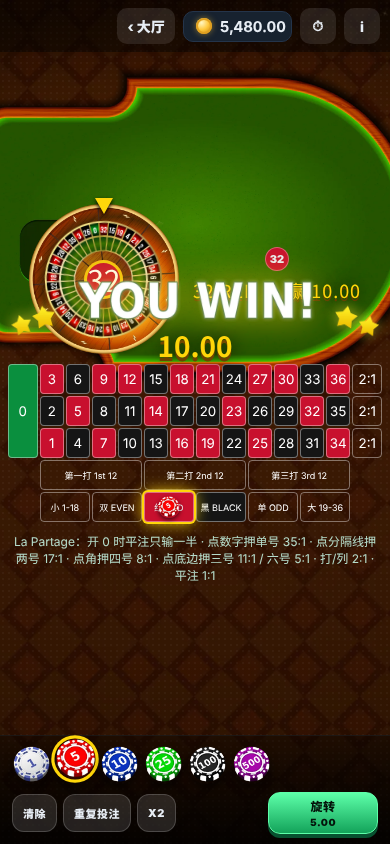 ‹ 大厅
5,480.00
i
32
32
YOU WIN!
10.00
10.00
3 6 9 12 15 18 21 24 27 30 33 36 2:1
0 2 5 8 11 14 17 20 23 26 29 32 35 2:1
1 4 7 10 13 16 19 22 25 28 31 34 2:1
第一打 1st 12 第二打 2nd 12 第三打 3rd 12
小 1-18 双 EVEN 5 黑 BLACK 单 ODD 大 19-36
La Partage：开 0 时平注只输一半 · 点数字押单号 35:1 · 点分隔线押
两号 17:1 · 点角押四号 8:1 · 点底边押三号 11:1 / 六号 5:1 · 打/列 2:1 ·
平注 1:1
1 5 10 25 100 500
清除 重复投注 X2 旋转
5.00